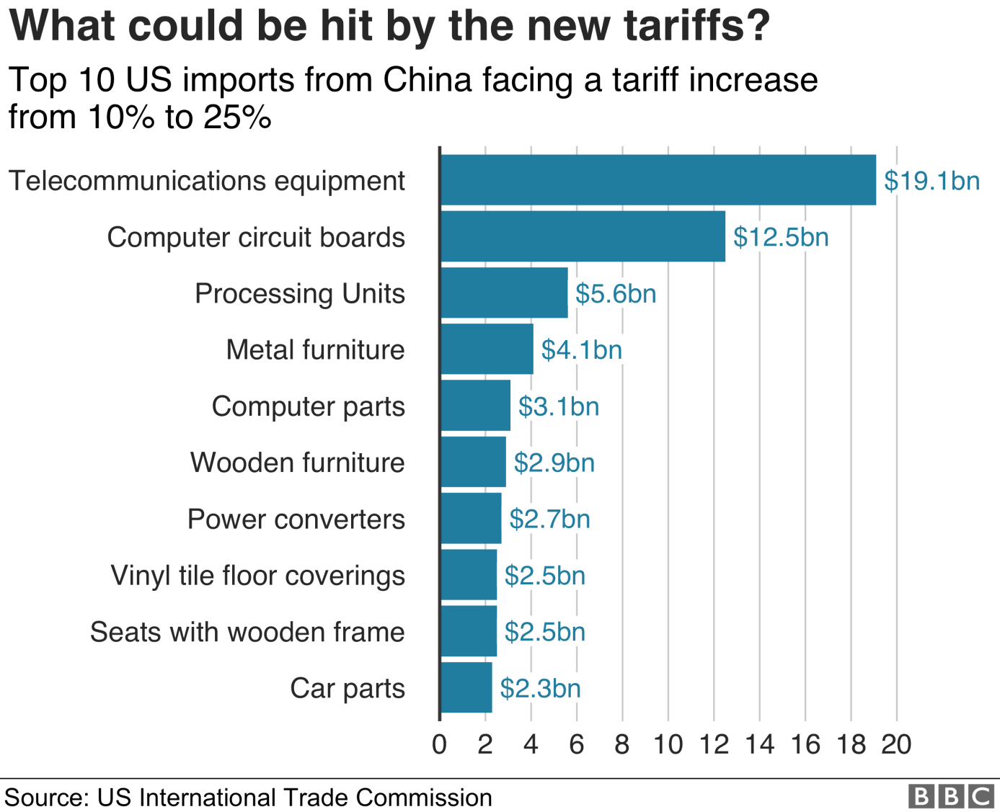 What could be hit by the new tariffs?
Top 10 US imports from China facing a tariff increase
from 10% to 25%
Telecommunications equipment $19.1bn
Computer circuit boards $12.5bn
Processing Units $5.6bn
Metal furniture $4.1bn
Computer parts $3.1bn
Wooden furniture $2.9bn
Power converters $2.7bn
Vinyl tile floor coverings $2.5bn
Seats with wooden frame $2.5bn
Car parts $2.3bn
0 2 4 6 8 10 12 14 16 18 20
Source: US International Trade Commission BBC